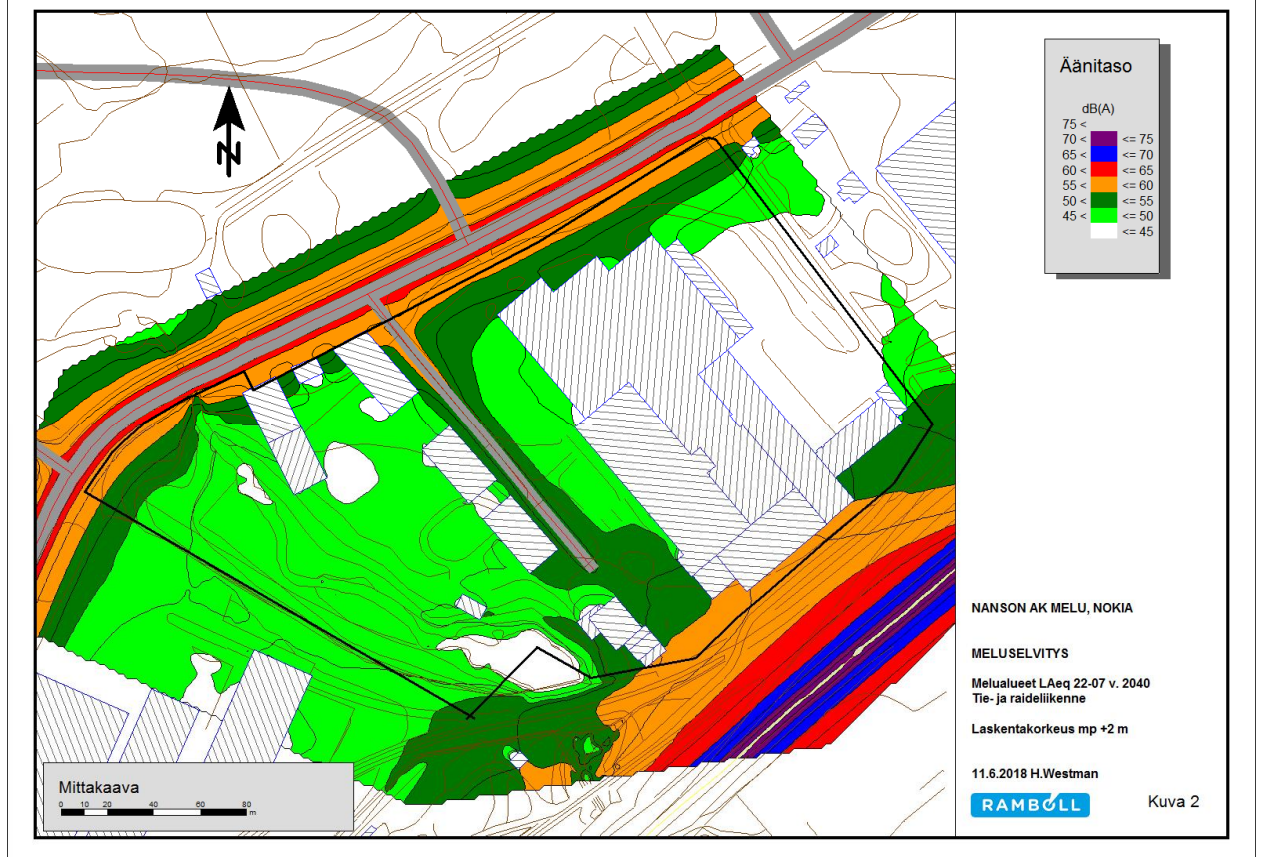 N
Äänitaso
dB(A)
75 <
70 < <= 75
65 < <= 70
60 < <= 65
55 < <= 60
50 < <= 55
45 < <= 50
<= 45
NANSON AK MELU, NOKIA
MELUSELVITYS
Melualueet LAeq 22-07 v. 2040
Tie- ja raideliikenne
Laskentakorkeus mp +2 m
11.6.2018 H.Westman
RAMBOLL
Kuva 2
Mittakaava
0 10 20 40 60 80
m